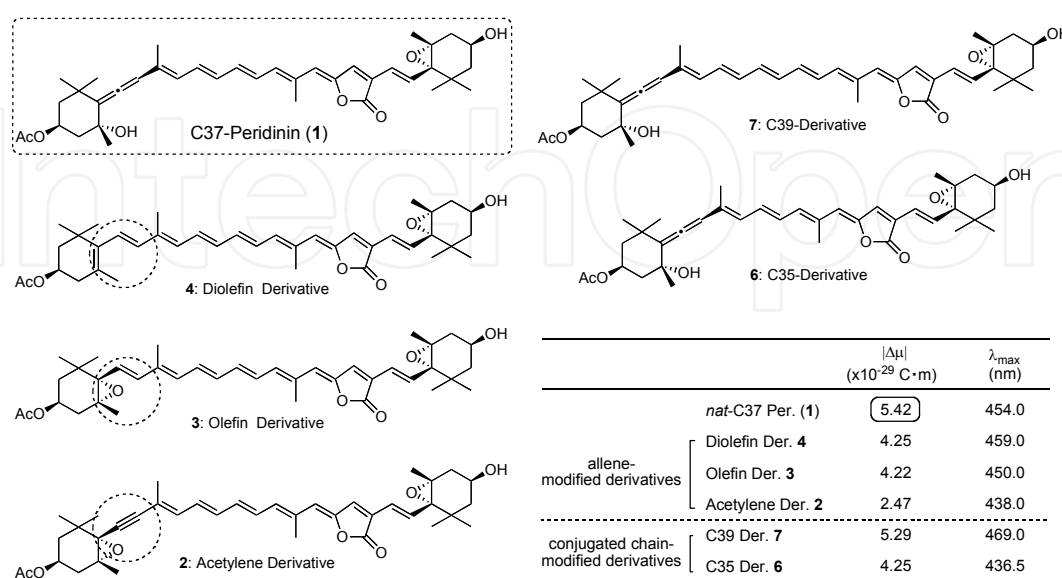 OH
O
C37-Peridinin (1)
AcO
OH
O
O
OH
O
7: C39-Derivative
AcO
OH
O
O
OH
O
4: Diolefin Derivative
AcO
O
O
OH
O
6: C35-Derivative
AcO
OH
O
O
OH
O
O
3: Olefin Derivative
AcO
O
O
OH
O
O
2: Acetylene Derivative
AcO
O
O
|Δμ| λmax
(x10-29 C・m) (nm)
nat-C37 Per. (1) 5.42 454.0
Diolefin Der. 4 4.25 459.0
allene-
modified derivatives
Olefin Der. 3 4.22 450.0
Acetylene Der. 2 2.47 438.0
C39 Der. 7 5.29 469.0
conjugated chain-
modified derivatives
C35 Der. 6 4.25 436.5
IntechOpen